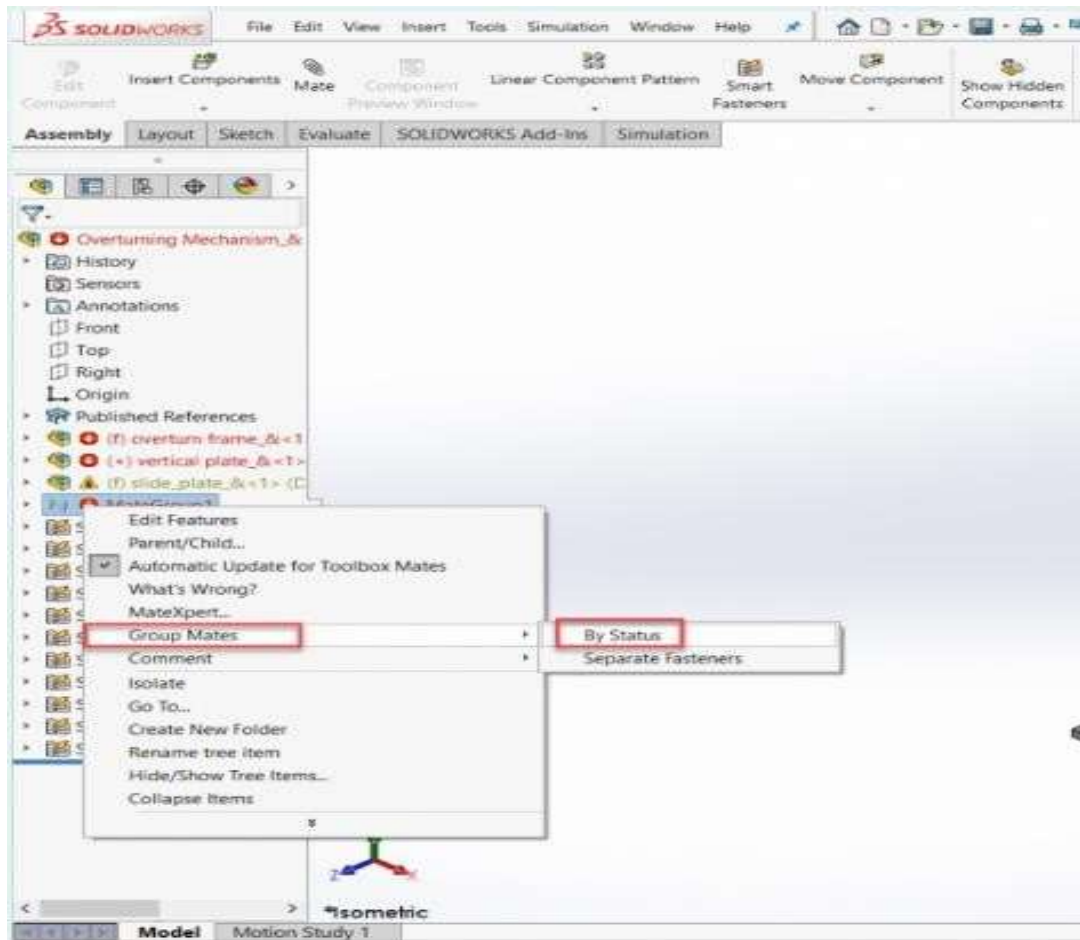 SOLIDWORKS File Edit View Insert Tools Simulation Window Help
Edit Component Insert Components Mate Component Preview Window Linear Component Pattern Smart Fasteners Move Component Show Hidden Components
Assembly Layout Sketch Evaluate SOLIDWORKS Add-Ins Simulation
Overturning Mechanism_&
History
Sensors
Annotations
Front
Top
Right
Origin
Published References
(f) overturn frame_&<1
(+) vertical plate_&<1>
(f) slide_plate_&<1> (D
MateGroup1
Edit Features
Parent/Child...
Automatic Update for Toolbox Mates
What's Wrong?
MateXpert...
Group Mates By Status
Comment Separate Fasteners
Isolate
Go To...
Create New Folder
Rename tree item
Hide/Show Tree Items...
Collapse Items
Z X
*Isometric
Model Motion Study 1